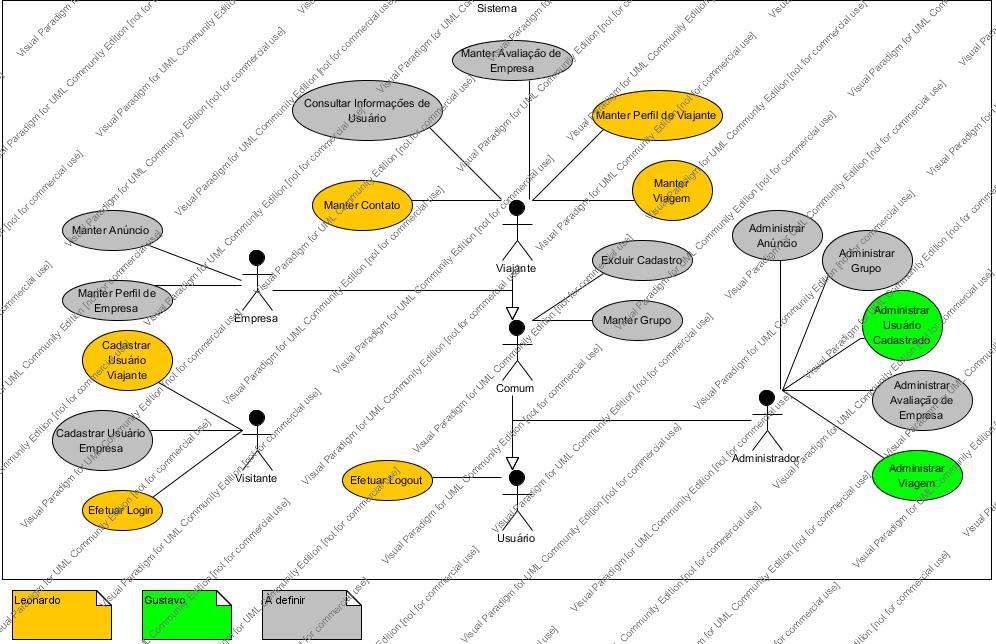 Sistema
Manter Avaliação de
Empresa
Consultar Informações de
Usuário
Manter Perfil de Viajante
Manter Contato
Manter
Viagem
Viajante
Manter Anúncio
Manter Perfil de
Empresa
Empresa
Excluir Cadastro
Manter Grupo
Comum
Administrar
Anúncio
Administrar
Grupo
Administrar
Usuário
Cadastrado
Administrar
Avaliação de
Empresa
Administrar
Viagem
Administrador
Cadastrar
Usuário
Viajante
Cadastrar Usuário
Empresa
Efetuar Login
Visitante
Efetuar Logout
Usuário
Leonardo
Gustavo
A definir
Visual Paradigm for UML Community Edition [not for commercial use]